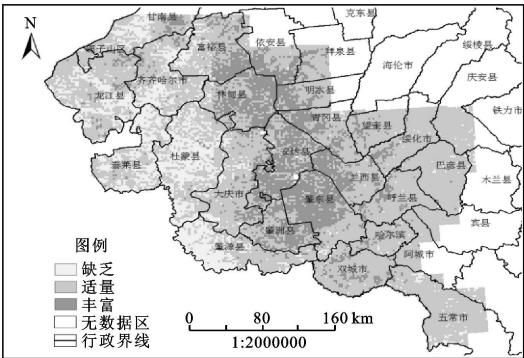 甘南县
克东县
N
碾子山区
富裕县
依安县
拜泉县
绥棱县
海伦市
齐齐哈尔市
庆安县
龙江县
林甸县
明水县
铁力市
青冈县
望奎县
绥化市
杜蒙县
安达县
泰来县
兰西县
巴彦县
木兰县
大庆市
肇东县
呼兰县
宾县
肇洲县
哈尔滨
肇源县
阿城市
双城市
五常市
图例
缺乏
适量
丰富
无数据区
行政界线
0 80 160 km
1:2000000